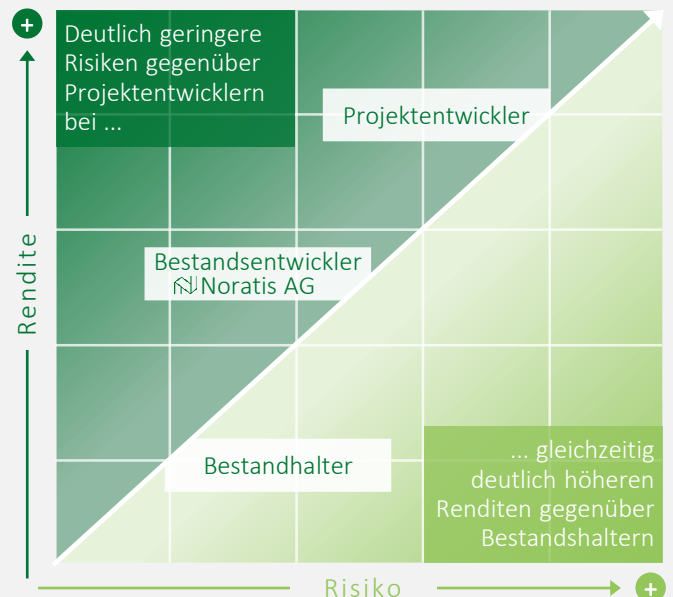 +
Deutlich geringere
Risiken gegenüber
Projektentwicklern
bei ...
Projektentwickler
Rendite
Bestandsentwickler
Noratis AG
Bestandhalter
... gleichzeitig
deutlich höheren
Renditen gegenüber
Bestandshaltern
Risiko
+